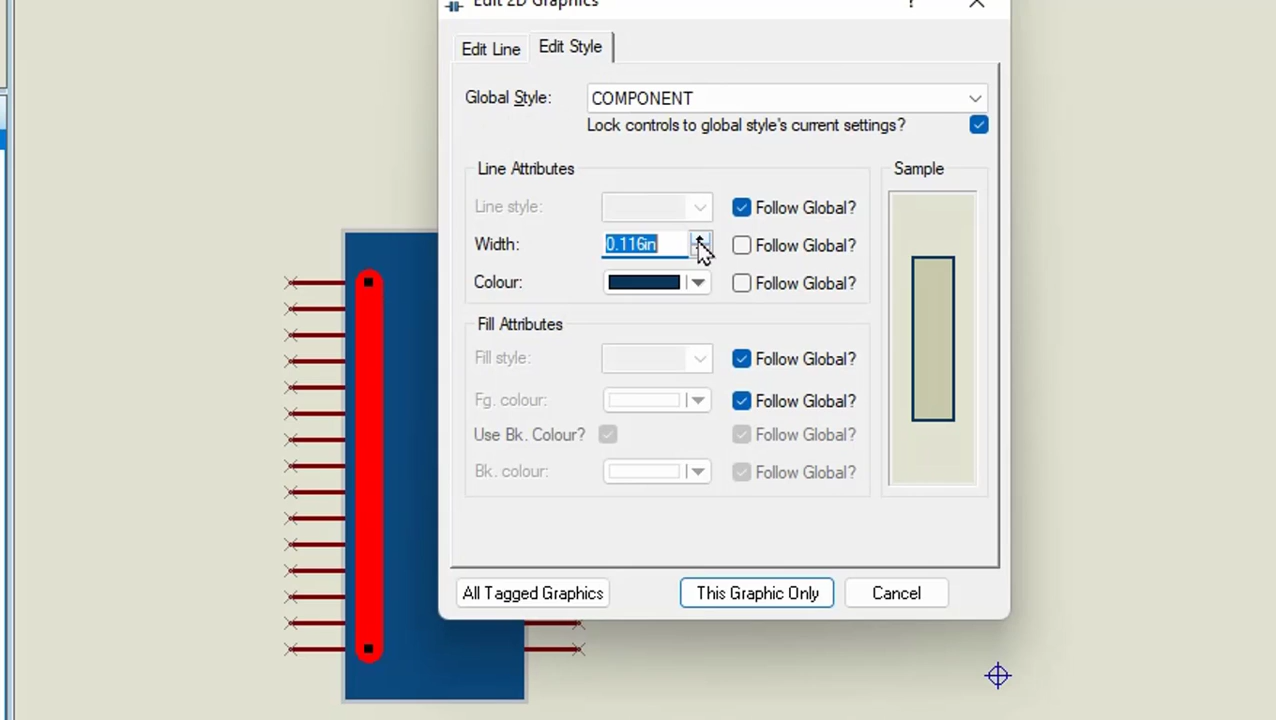 Edit 2D Graphics ?
Edit Line Edit Style
Global Style: COMPONENT
Lock controls to global style's current settings?
Line Attributes Sample
Line style: Follow Global?
Width: 0.116in Follow Global?
Colour: Follow Global?
Fill Attributes
Fill style: Follow Global?
Fg. colour: Follow Global?
Use Bk. Colour? Follow Global?
Bk. colour: Follow Global?
All Tagged Graphics This Graphic Only Cancel